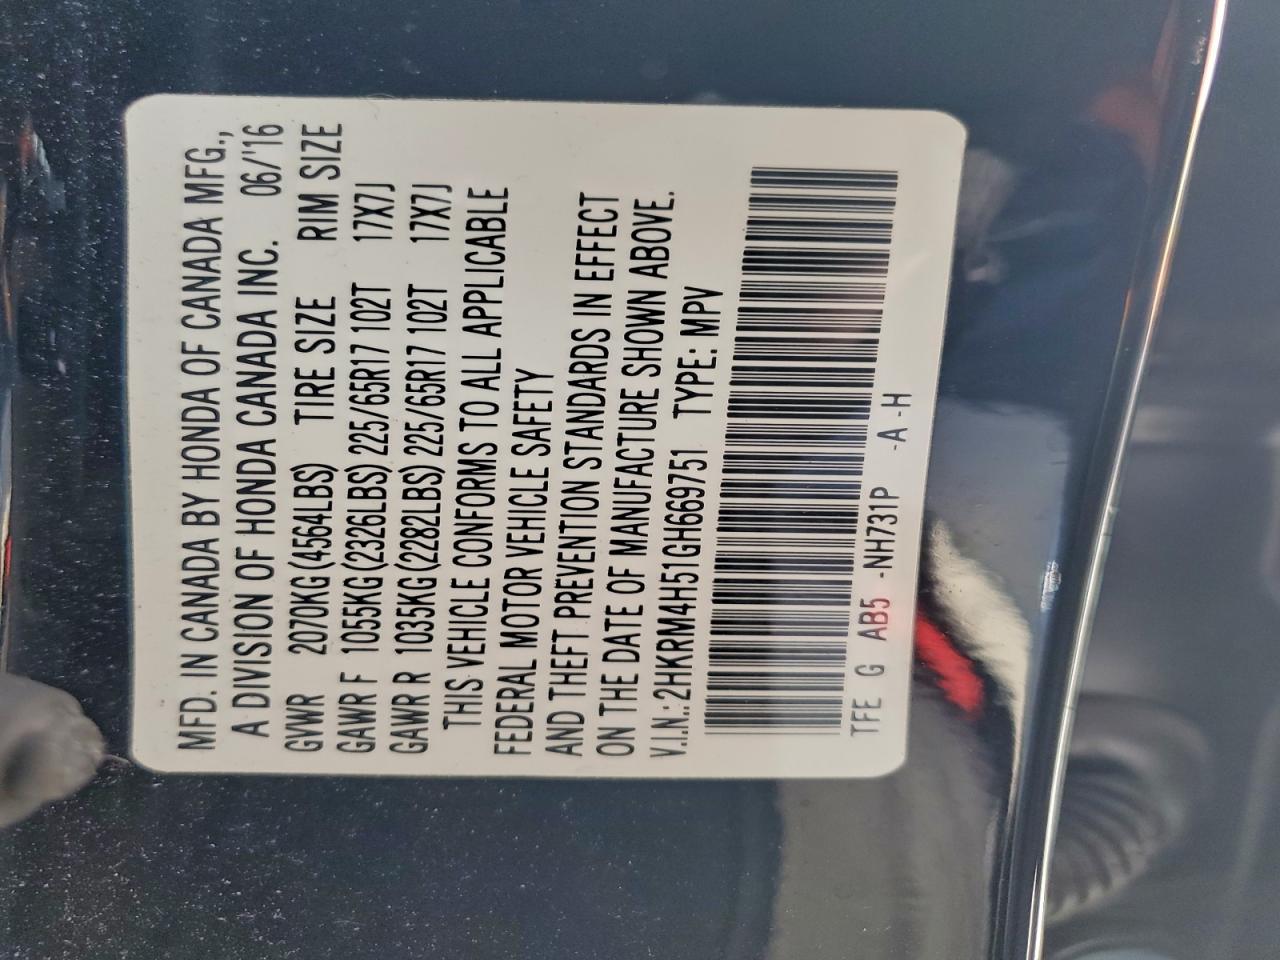 MFD. IN CANADA BY HONDA OF CANADA MFG.,
A DIVISION OF HONDA CANADA INC. 06/'16
GVWR 2070KG(4564LBS) TIRE SIZE RIM SIZE
GAWR F 1055KG(2326LBS) 225/65R17 102T 17X7J
GAWR R 1035KG(2282LBS) 225/65R17 102T 17X7J
THIS VEHICLE CONFORMS TO ALL APPLICABLE
FEDERAL MOTOR VEHICLE SAFETY
AND THEFT PREVENTION STANDARDS IN EFFECT
ON THE DATE OF MANUFACTURE SHOWN ABOVE.
V.I.N.: 2HKRM4H51GH669751 TYPE: MPV
TFE G AB5 -NH731P -A-H